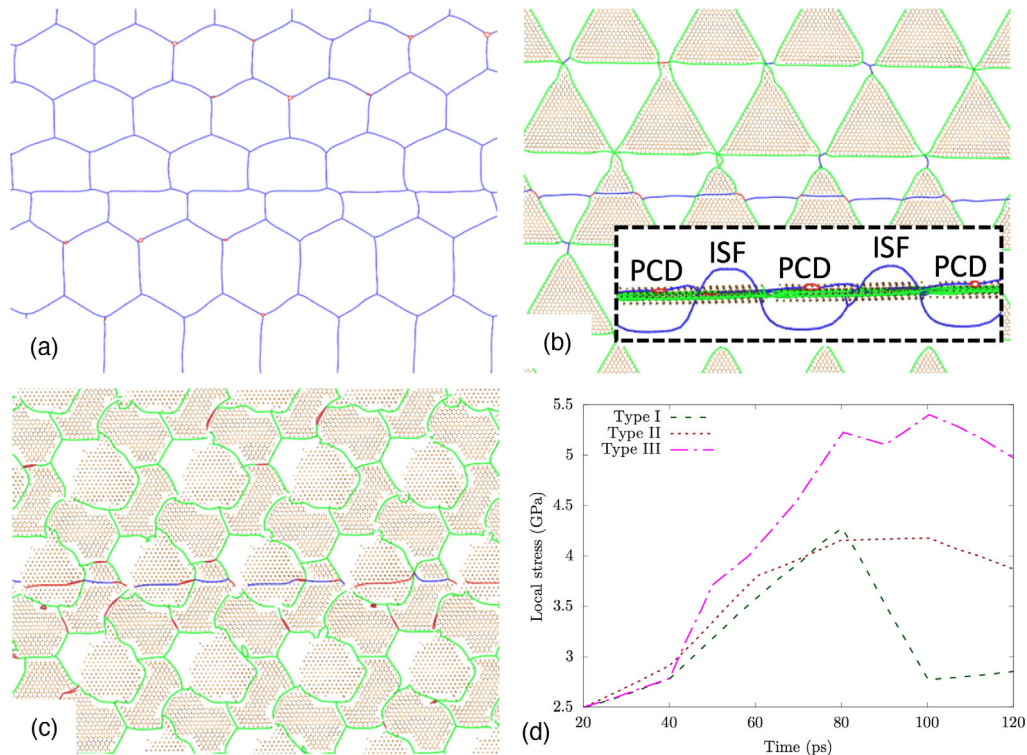 (a)
PCD ISF PCD ISF PCD
(b)
(c)
5.5
5
4.5
4
3.5
3
2.5
20 40 60 80 100 120
Local stress (GPa)
Time (ps)
Type I
Type II
Type III
(d)